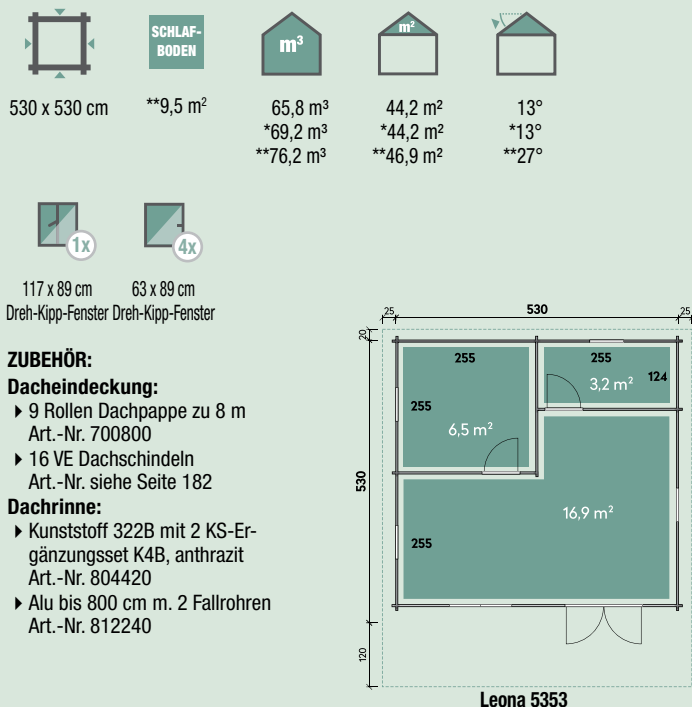 SCHLAF-
BODEN
m³
m²
530 x 530 cm
**9,5 m²
65,8 m³
*69,2 m³
**76,2 m³
44,2 m²
*44,2 m²
**46,9 m²
13°
*13°
**27°
1x
4x
117 x 89 cm
Dreh-Kipp-Fenster
63 x 89 cm
Dreh-Kipp-Fenster
ZUBEHÖR:
Dacheindeckung:
9 Rollen Dachpappe zu 8 m
Art.-Nr. 700800
16 VE Dachschindeln
Art.-Nr. siehe Seite 182
Dachrinne:
Kunststoff 322B mit 2 KS-Er-
gänzungsset K4B, anthrazit
Art.-Nr. 804420
Alu bis 800 cm m. 2 Fallrohren
Art.-Nr. 812240
25
530
25
20
255
255
3,2 m²
124
255
6,5 m²
530
16,9 m²
255
120
Leona 5353